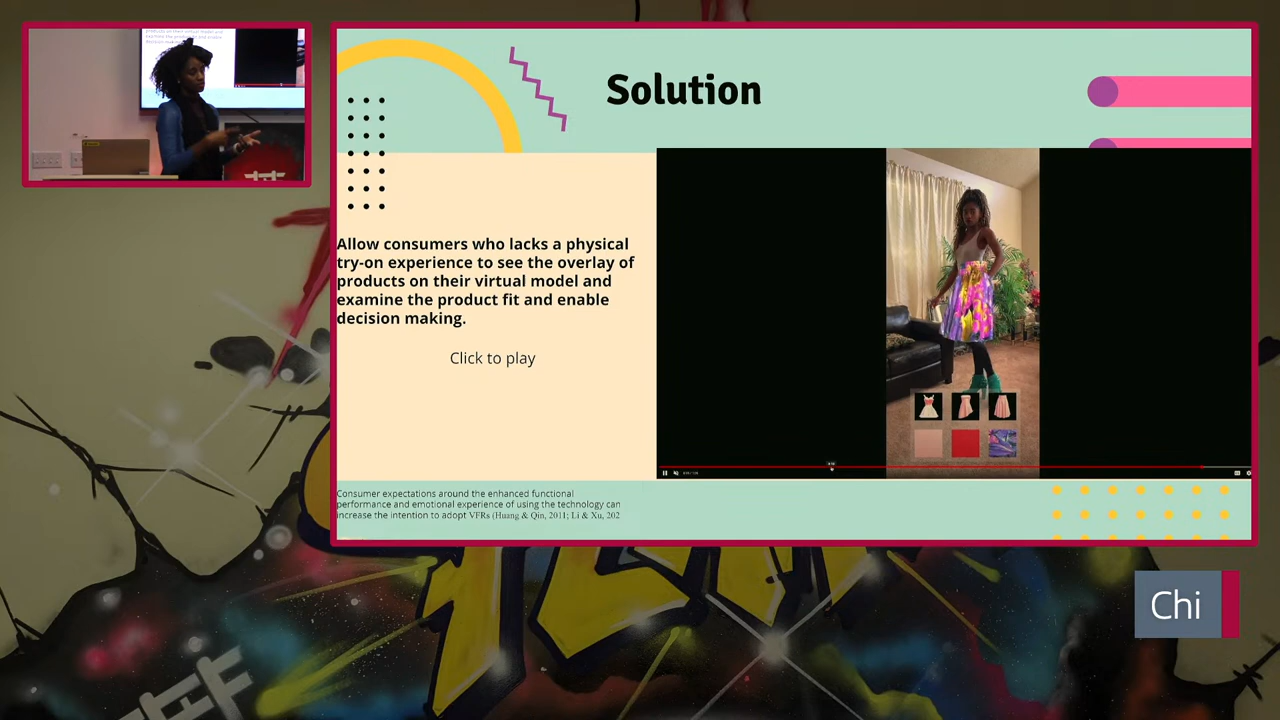 Solution
Allow consumers who lacks a physical
try-on experience to see the overlay of
products on their virtual model and
examine the product fit and enable
decision making.
Click to play
Consumer expectations around the enhanced functional
performance and emotional experience of using the technology can
increase the intention to adopt VFRs (Huang & Qin, 2011; Li & Xu, 202
Chi